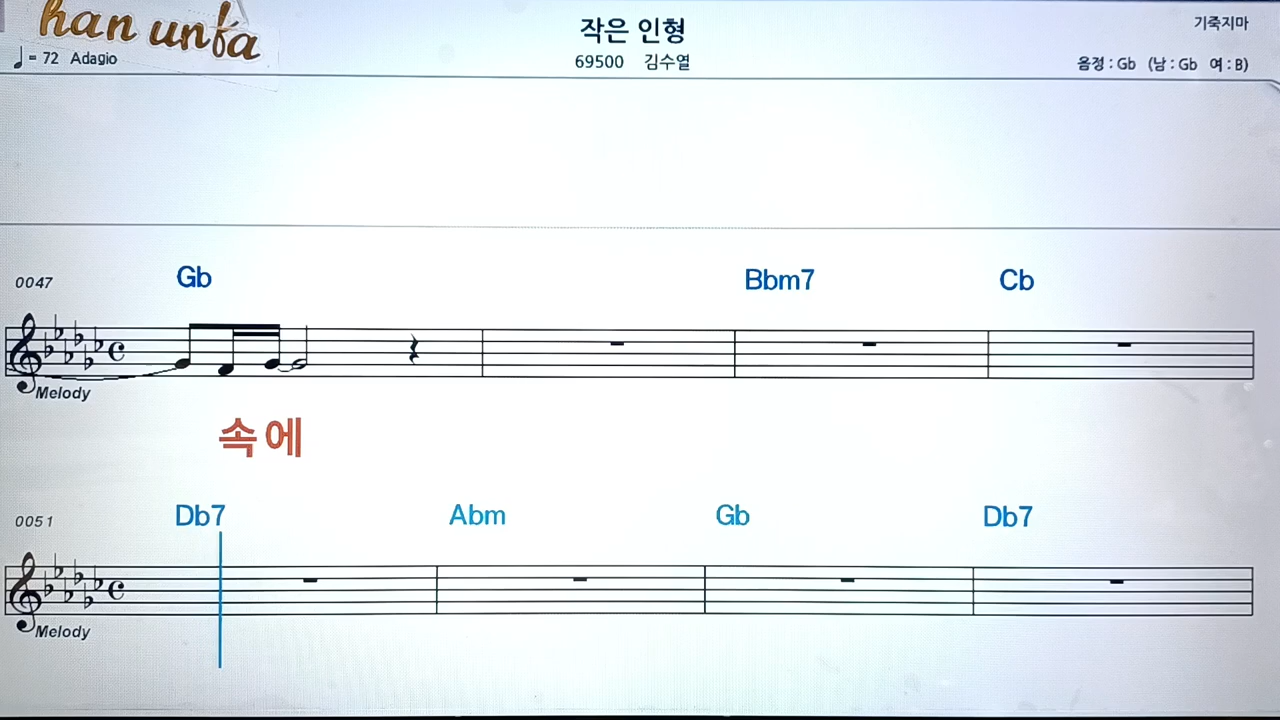 han unfa
♩ = 72 Adagio
작은 인형
69500 김수열
기죽지마
음정 : Gb (남 : Gb 여 : B)
0047 Gb Bbm7 Cb
Melody
속에
0051 Db7 Abm Gb Db7
Melody